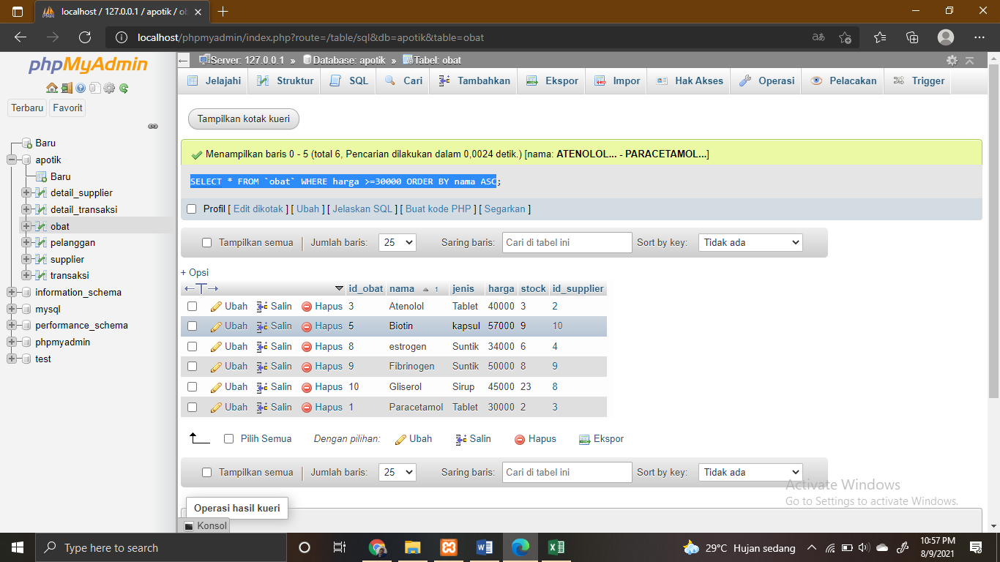 localhost / 127.0.0.1 / apotik / ob
localhost/phpmyadmin/index.php?route=/table/sql&db=apotik&table=obat
phpMyAdmin
Terbaru Favorit
Baru
apotik
Baru
detail_supplier
detail_transaksi
obat
pelanggan
supplier
transaksi
information_schema
mysql
performance_schema
phpmyadmin
test
Server: 127.0.0.1 » Database: apotik » Tabel: obat
Jelajahi Struktur SQL Cari Tambahkan Ekspor Impor Hak Akses Operasi Pelacakan Trigger
Tampilkan kotak kueri
Menampilkan baris 0 - 5 (total 6, Pencarian dilakukan dalam 0,0024 detik.) [nama: ATENOLOL... - PARACETAMOL...]
SELECT * FROM `obat` WHERE harga >=30000 ORDER BY nama ASC;
Profil [ Edit dikotak ] [ Ubah ] [ Jelaskan SQL ] [ Buat kode PHP ] [ Segarkan ]
Tampilkan semua | Jumlah baris: 25 Saring baris: Cari di tabel ini Sort by key: Tidak ada
+ Opsi
←T→ id_obat nama 1 jenis harga stock id_supplier
Ubah Salin Hapus 3 Atenolol Tablet 40000 3 2
Ubah Salin Hapus 5 Biotin kapsul 57000 9 10
Ubah Salin Hapus 8 estrogen Suntik 34000 6 4
Ubah Salin Hapus 9 Fibrinogen Suntik 50000 8 9
Ubah Salin Hapus 10 Gliserol Sirup 45000 23 8
Ubah Salin Hapus 1 Paracetamol Tablet 30000 2 3
Pilih Semua Dengan pilihan: Ubah Salin Hapus Ekspor
Tampilkan semua | Jumlah baris: 25 Saring baris: Cari di tabel ini Sort by key: Tidak ada
Activate Windows
Go to Settings to activate Windows.
Operasi hasil kueri
Konsol
Type here to search
29°C Hujan sedang
10:57 PM
8/9/2021